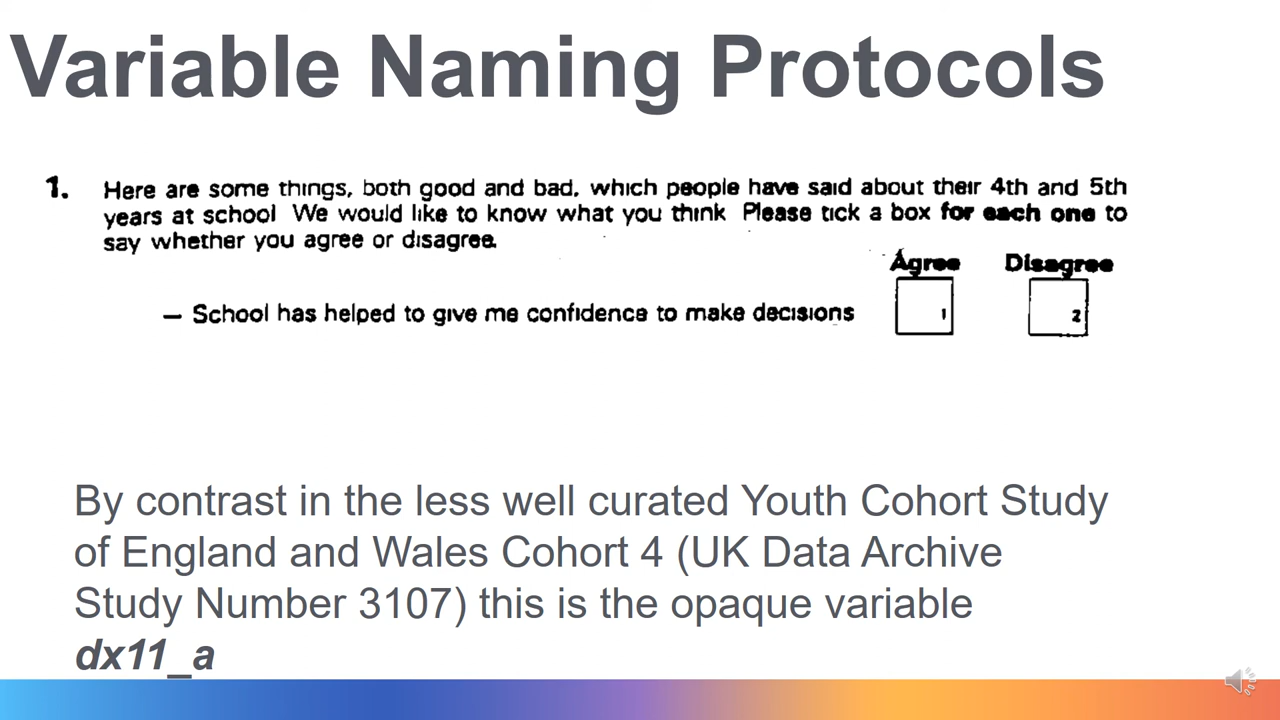 Variable Naming Protocols
1. Here are some things, both good and bad, which people have said about their 4th and 5th
years at school We would like to know what you think Please tick a box for each one to
say whether you agree or disagree.
Agree Disagree
– School has helped to give me confidence to make decisions 1 2
By contrast in the less well curated Youth Cohort Study
of England and Wales Cohort 4 (UK Data Archive
Study Number 3107) this is the opaque variable
dx11_a